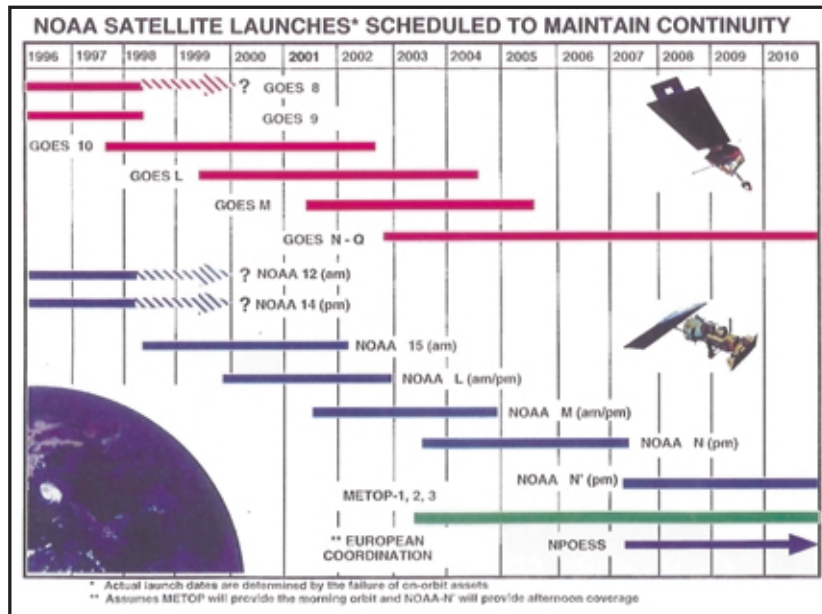 NOAA SATELLITE LAUNCHES* SCHEDULED TO MAINTAIN CONTINUITY
1996 1997 1998 1999 2000 2001 2002 2003 2004 2005 2006 2007 2008 2009 2010
? GOES 8
GOES 9
GOES 10
GOES L
GOES M
GOES N - Q
? NOAA 12 (am)
? NOAA 14 (pm)
NOAA 15 (am)
NOAA L (am/pm)
NOAA M (am/pm)
NOAA N (pm)
NOAA N' (pm)
METOP-1, 2, 3
** EUROPEAN
COORDINATION
NPOESS
* Actual launch dates are determined by the failure of on-orbit assets
** Assumes METOP will provide the morning orbit and NOAA-N' will provide afternoon coverage